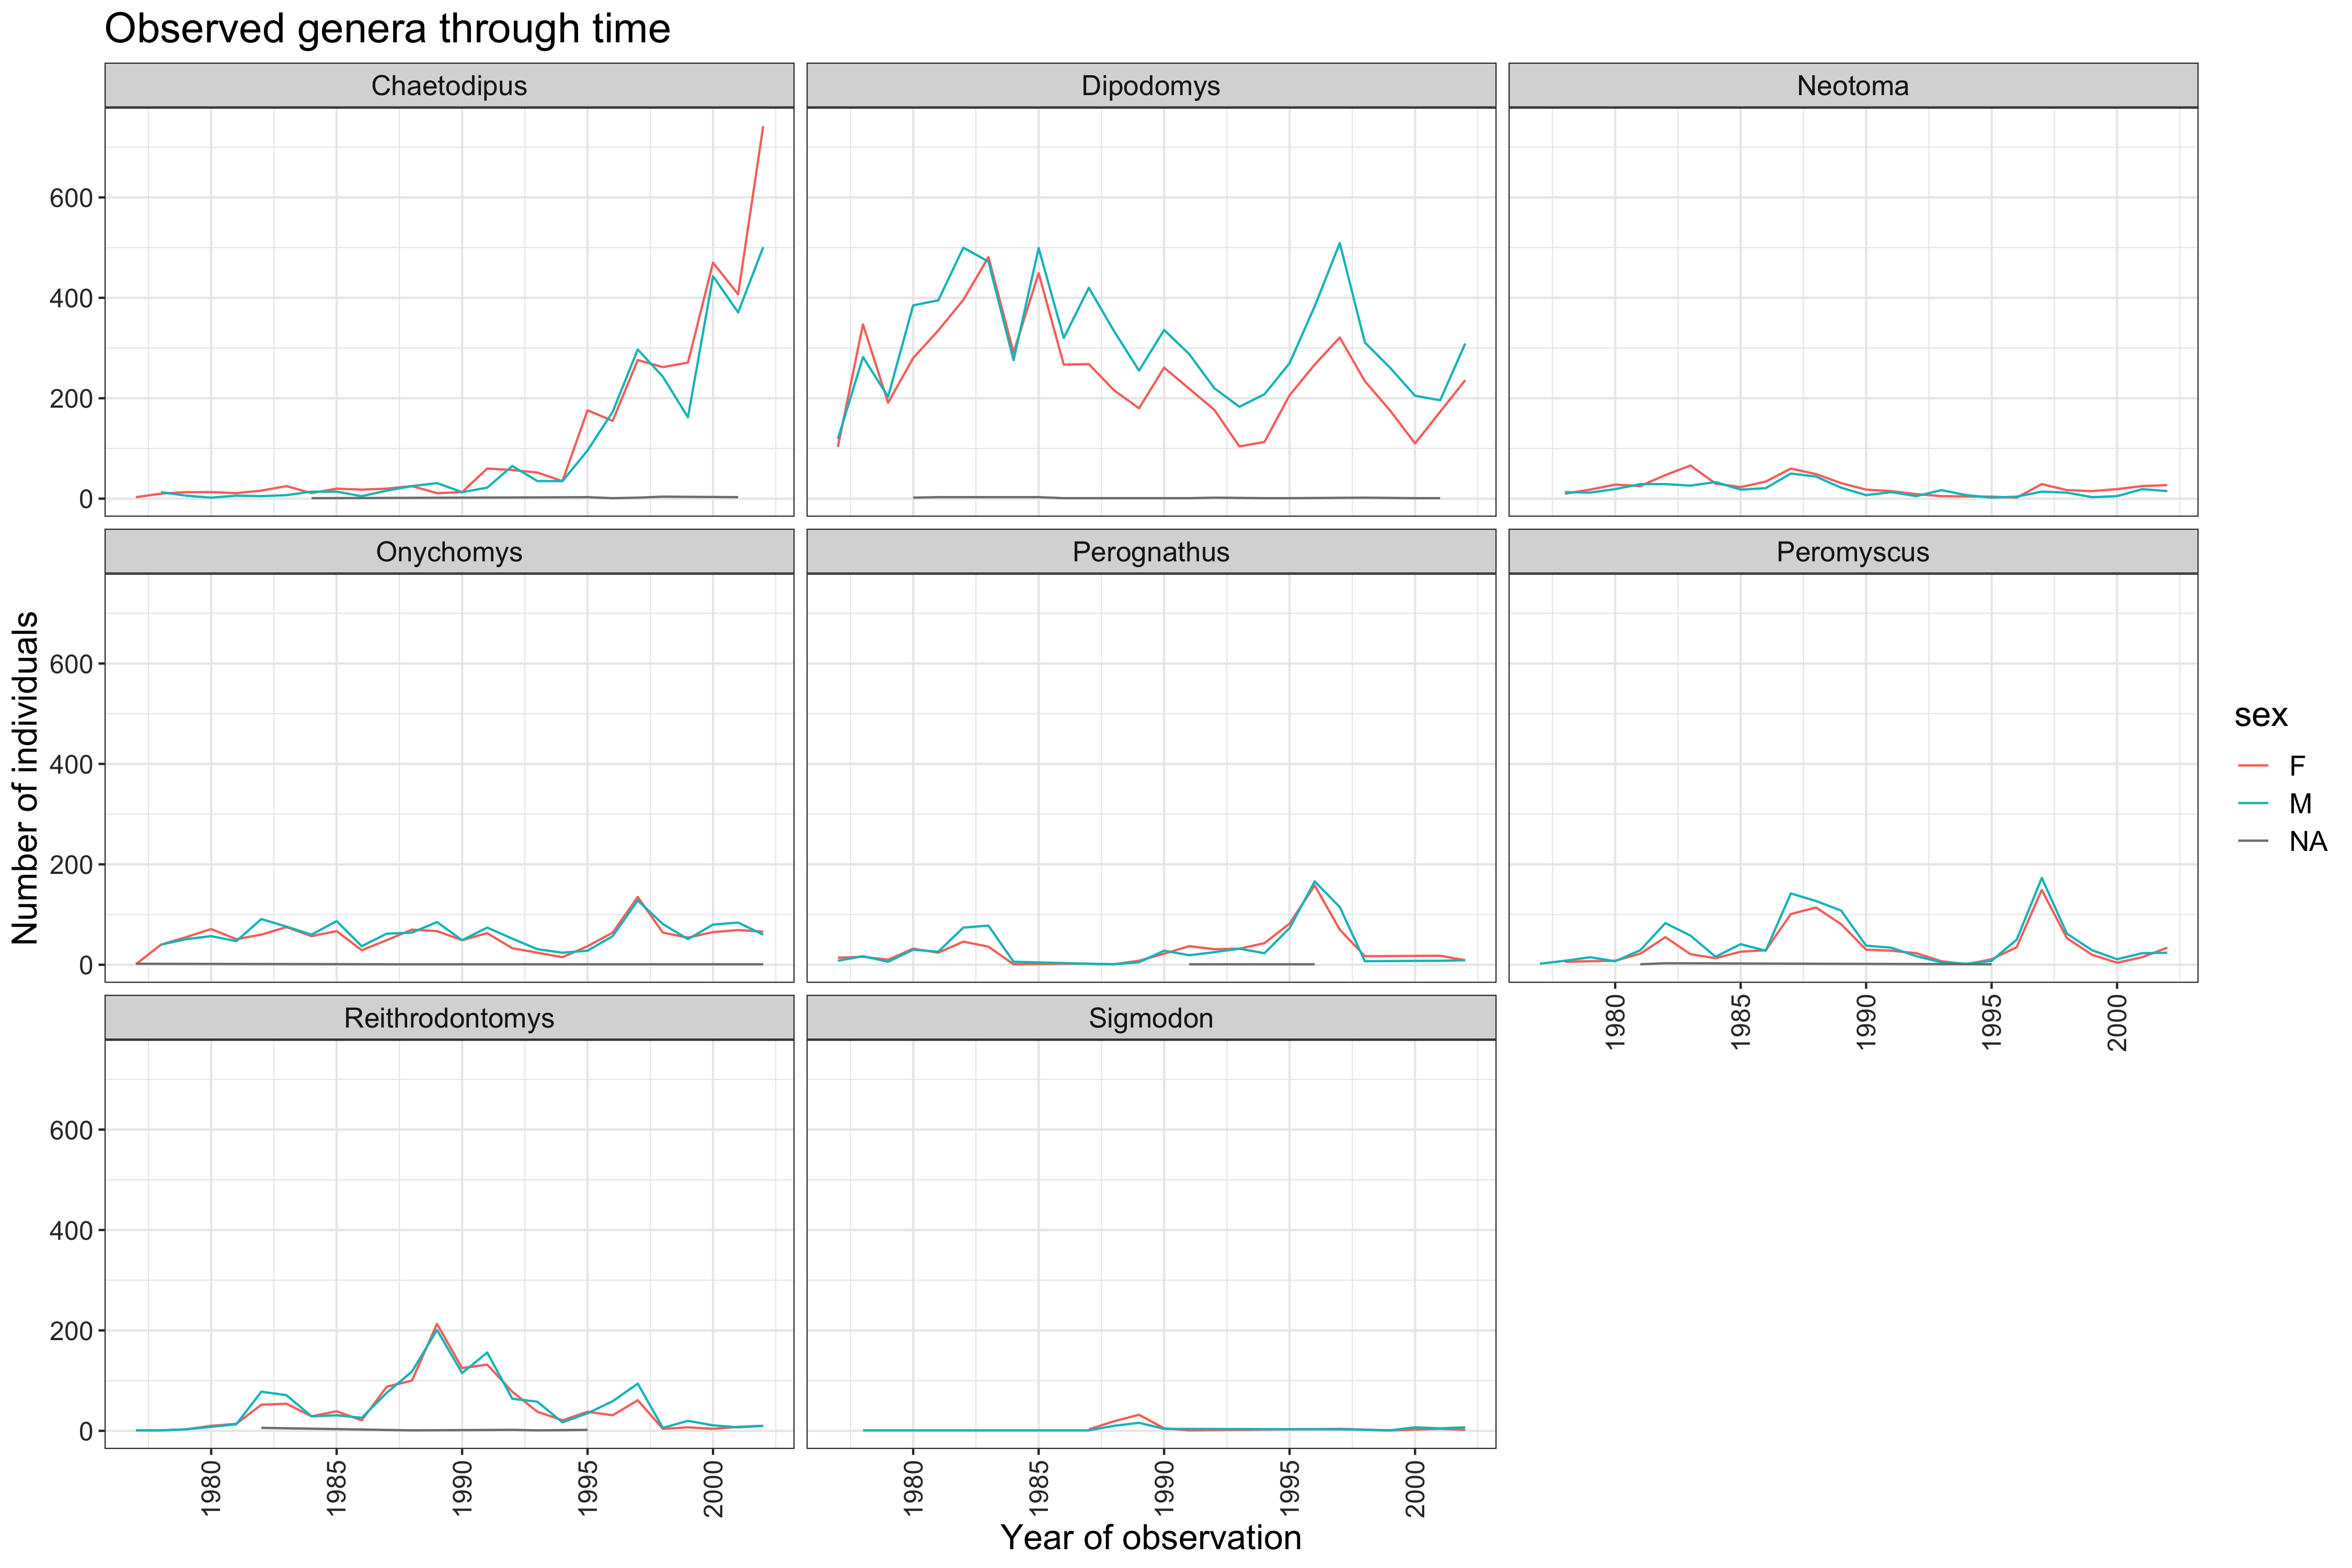 Observed genera through time
Chaetodipus
Dipodomys
Neotoma
600
400
200
0
Onychomys
Perognathus
Peromyscus
600
400
200
0
1980
1985
1990
1995
2000
Reithrodontomys
Sigmodon
600
400
200
0
1980
1985
1990
1995
2000
1980
1985
1990
1995
2000
Year of observation
Number of individuals
sex
F
M
NA